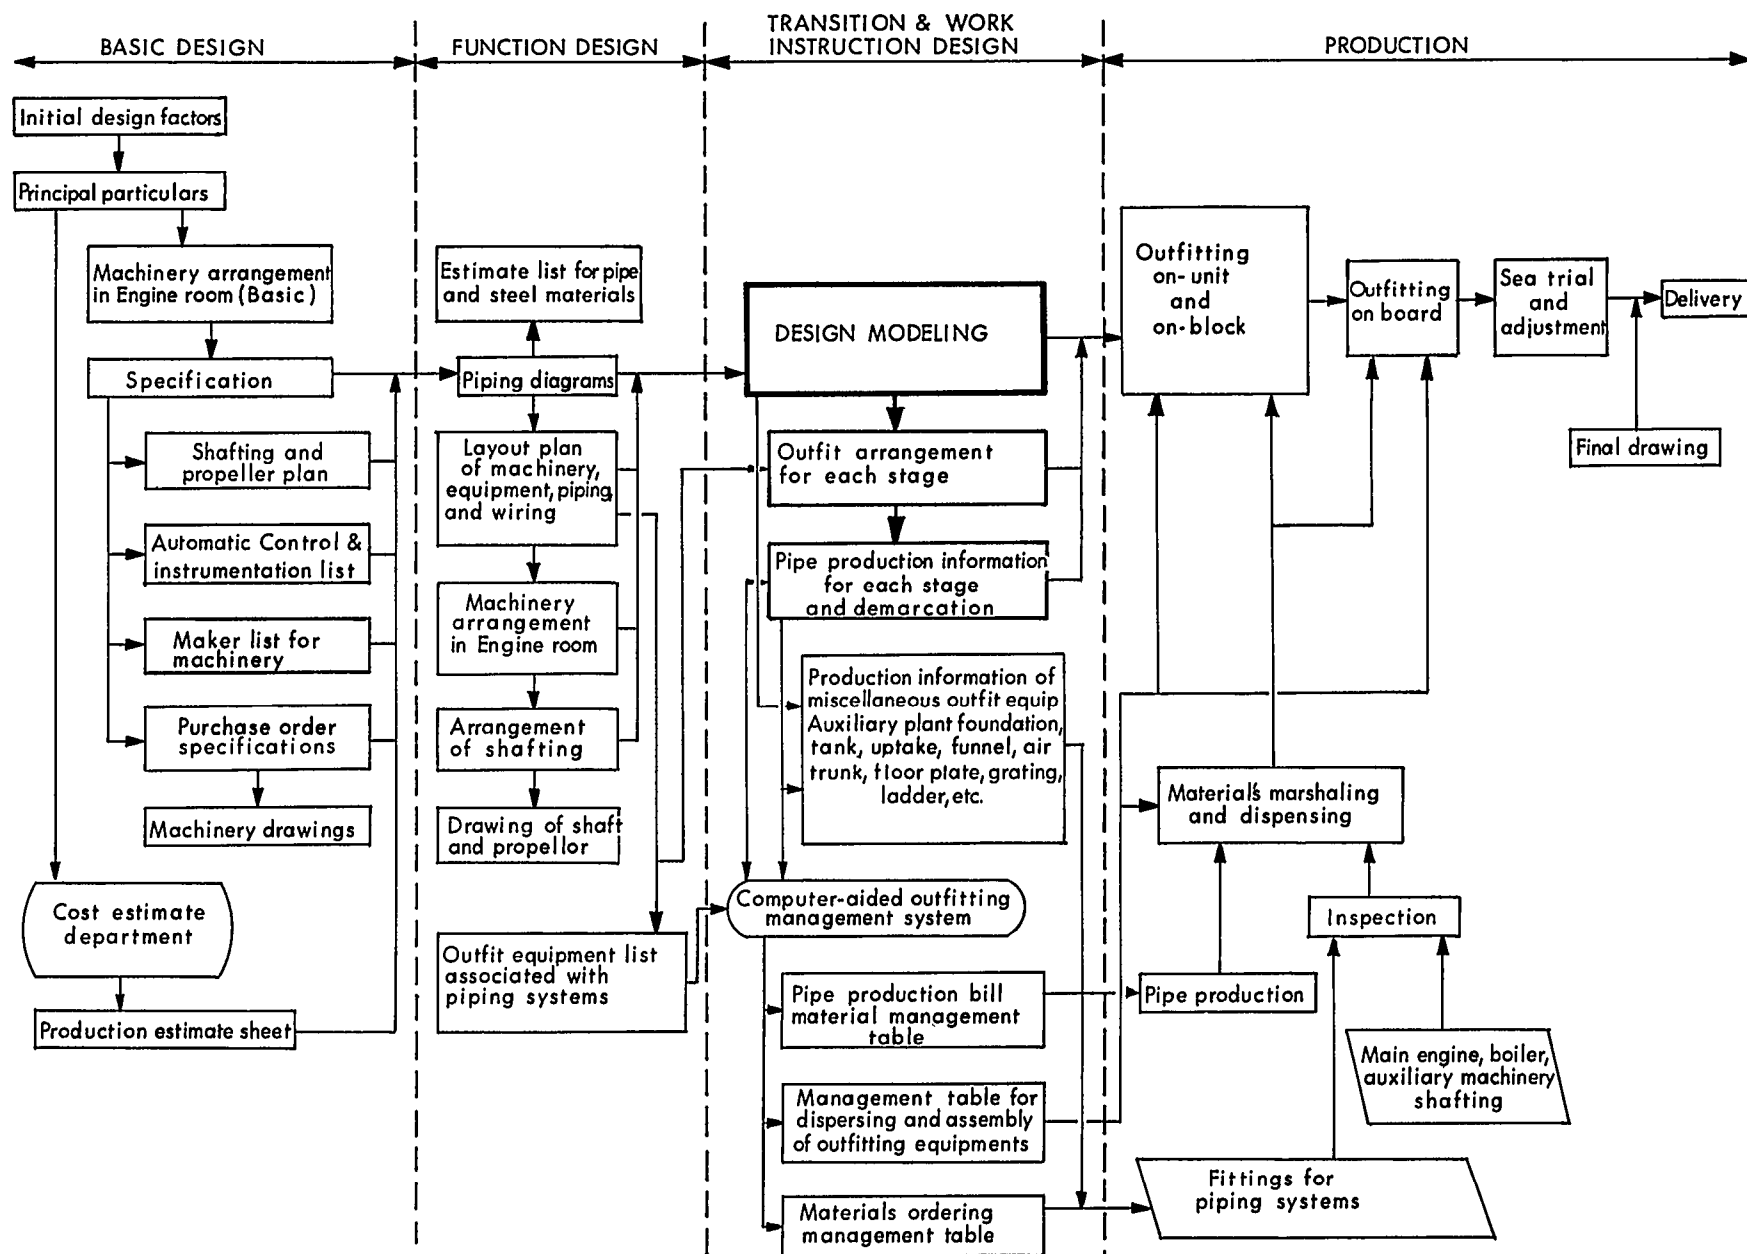 BASIC DESIGN
FUNCTION DESIGN
TRANSITION & WORK
INSTRUCTION DESIGN
PRODUCTION
Initial design factors
Principal particulars
Machinery arrangement
in Engine room (Basic)
Specification
Shafting and
propeller plan
Automatic Control &
instrumentation list
Maker list for
machinery
Purchase order
specifications
Machinery drawings
Cost estimate
department
Production estimate sheet
Estimate list for pipe
and steel materials
Piping diagrams
Layout plan
of machinery,
equipment, piping,
and wiring
Machinery
arrangement
in Engine room
Arrangement
of shafting
Drawing of shaft
and propellor
Outfit equipment list
associated with
piping systems
DESIGN MODELING
Outfit arrangement
for each stage
Pipe production information
for each stage
and demarcation
Production information of
miscellaneous outfit equip
Auxiliary plant foundation,
tank, uptake, funnel, air
trunk, floor plate, grating,
ladder, etc.
Computer-aided outfitting
management system
Pipe production bill
material management
table
Management table for
dispersing and assembly
of outfitting equipments
Materials ordering
management table
Outfitting
on-unit
and
on-block
Outfitting
on board
Sea trial
and
adjustment
Delivery
Final drawing
Material's marshaling
and dispensing
Inspection
Pipe production
Main engine, boiler,
auxiliary machinery
shafting
Fittings for
piping systems